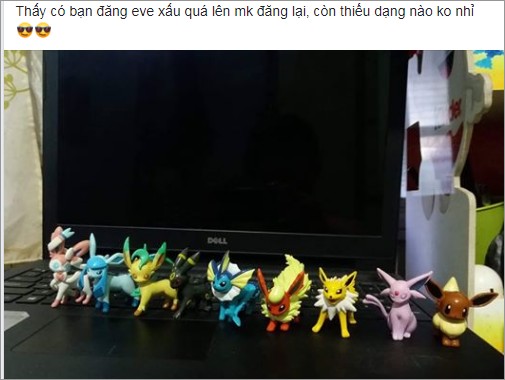 Thấy có bạn đăng eve xấu quá lên mk đăng lại, còn thiếu dạng nào ko nhỉ
😎😎
DELL